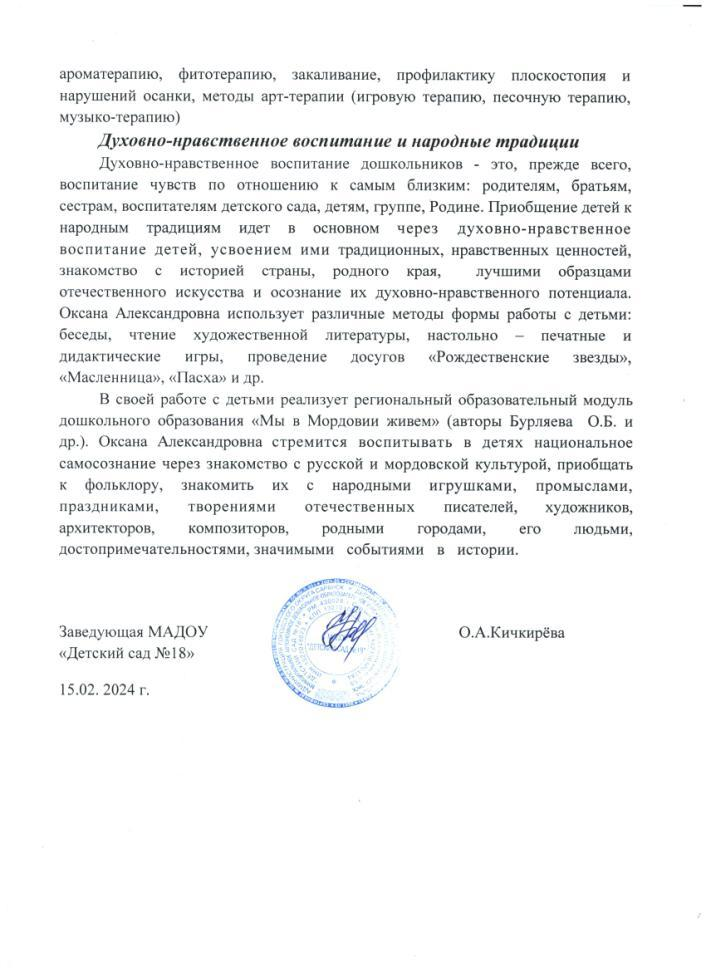 ароматерапию, фитотерапию, закаливание, профилактику плоскостопия и
нарушений осанки, методы арт-терапии (игровую терапию, песочную терапию,
музыко-терапию)
Духовно-нравственное воспитание и народные традиции
Духовно-нравственное воспитание дошкольников - это, прежде всего,
воспитание чувств по отношению к самым близким: родителям, братьям,
сестрам, воспитателям детского сада, детям, группе, Родине. Приобщение детей к
народным традициям идет в основном через духовно-нравственное
воспитание детей, усвоением ими традиционных, нравственных ценностей,
знакомство с историей страны, родного края, лучшими образцами
отечественного искусства и осознание их духовно-нравственного потенциала.
Оксана Александровна использует различные методы формы работы с детьми:
беседы, чтение художественной литературы, настольно – печатные и
дидактические игры, проведение досугов «Рождественские звезды»,
«Масленница», «Пасха» и др.
В своей работе с детьми реализует региональный образовательный модуль
дошкольного образования «Мы в Мордовии живем» (авторы Бурляева О.Б. и
др.). Оксана Александровна стремится воспитывать в детях национальное
самосознание через знакомство с русской и мордовской культурой, приобщать
к фольклору, знакомить их с народными игрушками, промыслами,
праздниками, творениями отечественных писателей, художников,
архитекторов, композиторов, родными городами, его людьми,
достопримечательностями, значимыми событиями в истории.
Заведующая МАДОУ О.А.Кичкирёва
«Детский сад №18»
15.02. 2024 г.